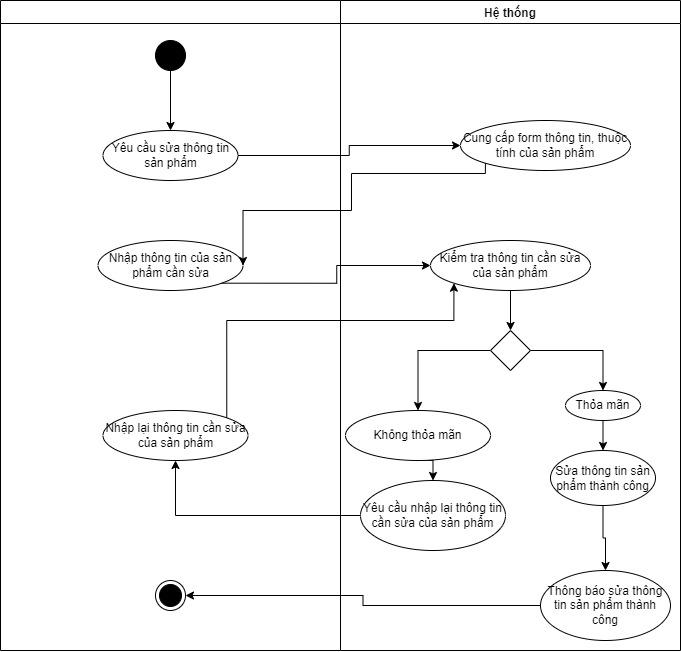 Hệ thống
Yêu cầu sửa thông tin
sản phẩm
Cung cấp form thông tin, thuộc
tính của sản phẩm
Nhập thông tin của sản
phẩm cần sửa
Kiểm tra thông tin cần sửa
của sản phẩm
Thỏa mãn
Nhập lại thông tin cần sửa
của sản phẩm
Không thỏa mãn
Sửa thông tin sản
phẩm thành công
Yêu cầu nhập lại thông tin
cần sửa của sản phẩm
Thông báo sửa thông
tin sản phẩm thành
công